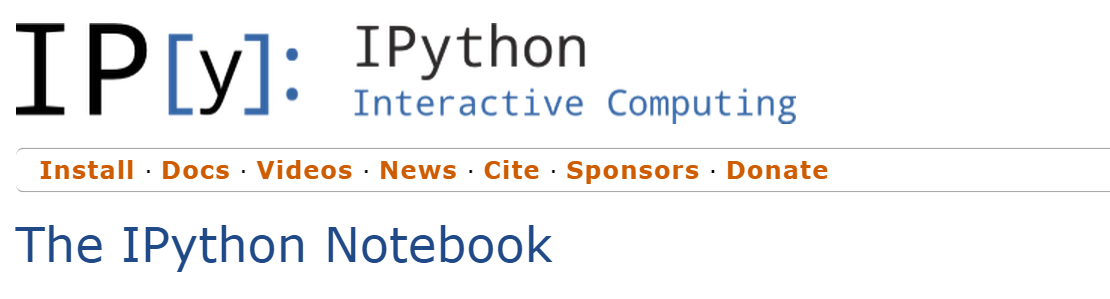 IP[y]:
IPython
Interactive Computing
Install · Docs · Videos · News · Cite · Sponsors · Donate
The IPython Notebook